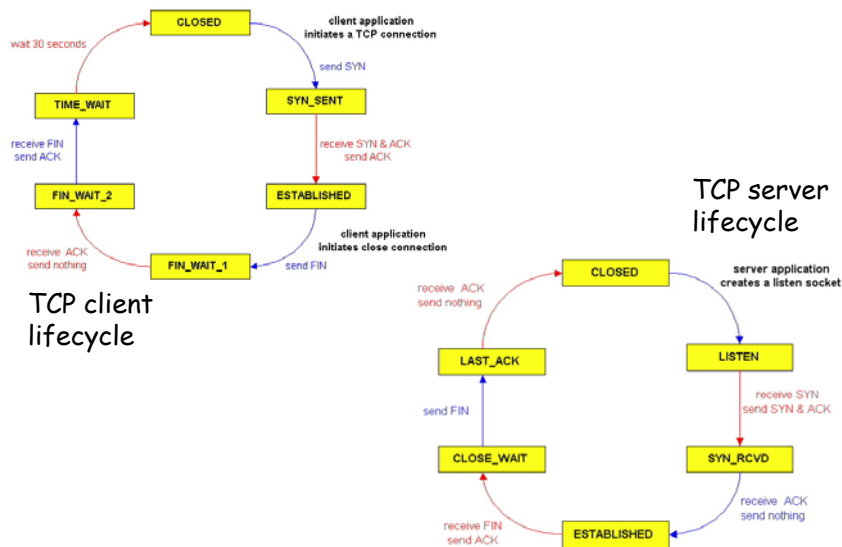 CLOSED
client application
initiates a TCP connection
wait 30 seconds
send SYN
TIME_WAIT
SYN_SENT
receive FIN
send ACK
receive SYN & ACK
send ACK
FIN_WAIT_2
ESTABLISHED
client application
initiates close connection
receive ACK
send nothing
FIN_WAIT_1
send FIN
TCP client
lifecycle
TCP server
lifecycle
CLOSED
server application
creates a listen socket
receive ACK
send nothing
LAST_ACK
LISTEN
receive SYN
send SYN & ACK
send FIN
CLOSE_WAIT
SYN_RCVD
receive ACK
send nothing
receive FIN
send ACK
ESTABLISHED